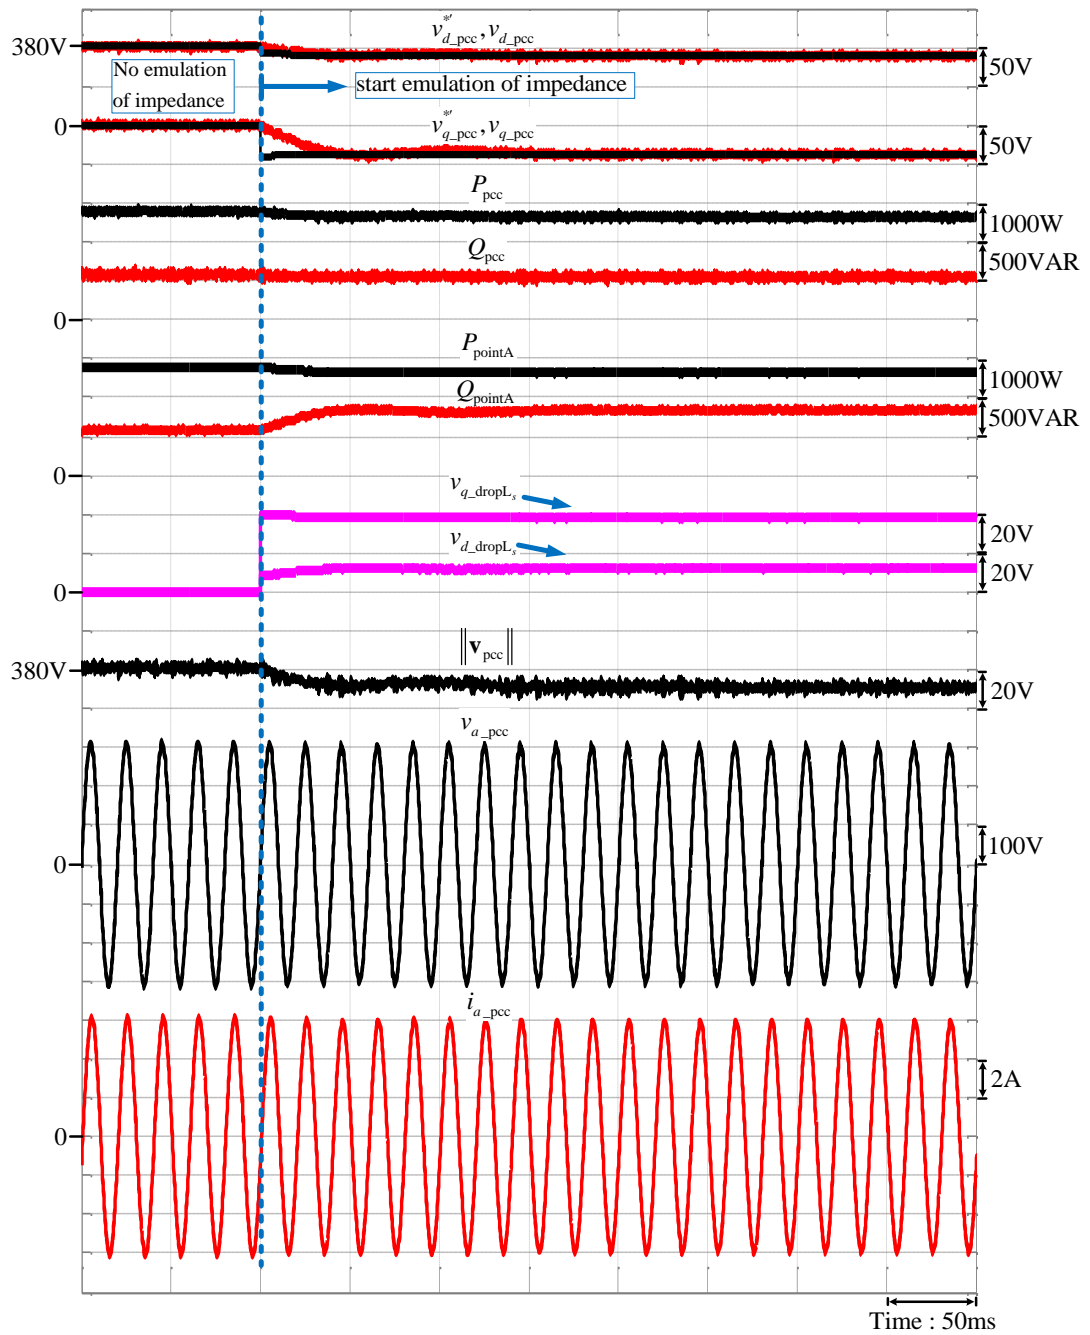 v*'d_pcc, vd_pcc
380V
50V
No emulation
of impedance
start emulation of impedance
0
v*'q_pcc, vq_pcc
50V
Ppcc
1000W
Qpcc
500VAR
0
PpointA
1000W
QpointA
500VAR
0
vq_dropLs
20V
vd_dropLs
20V
0
‖vpcc‖
380V
20V
va_pcc
100V
0
ia_pcc
2A
0
Time : 50ms